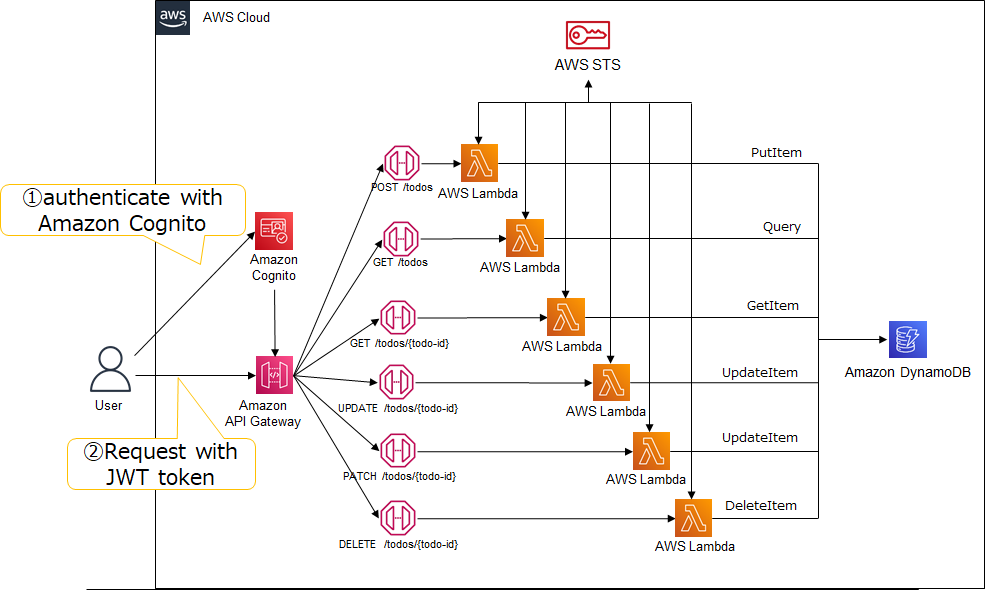 aws
AWS Cloud
AWS STS
PutItem
POST /todos
AWS Lambda
①authenticate with
Amazon Cognito
Query
Amazon
Cognito
GET /todos
AWS Lambda
GetItem
GET /todos/{todo-id}
AWS Lambda
UpdateItem
Amazon DynamoDB
User
Amazon
API Gateway
UPDATE /todos/{todo-id}
AWS Lambda
UpdateItem
②Request with
JWT token
PATCH /todos/{todo-id}
AWS Lambda
DeleteItem
DELETE /todos/{todo-id}
AWS Lambda